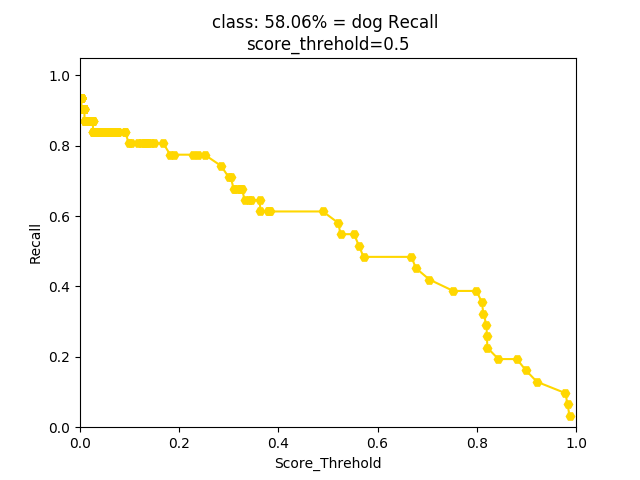 class: 58.06% = dog Recall
score_threhold=0.5
1.0
0.8
0.6
0.4
0.2
0.0
Recall
0.0 0.2 0.4 0.6 0.8 1.0
Score_Threhold